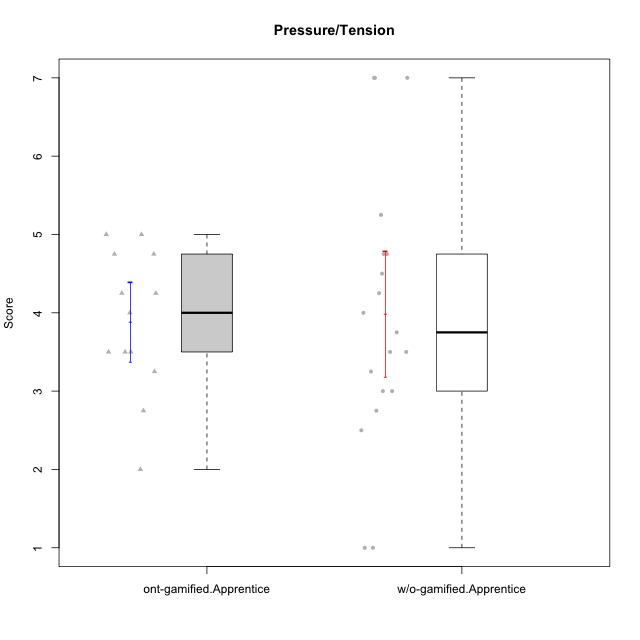 Pressure/Tension
Score
7
6
5
4
3
2
1
ont-gamified.Apprentice
w/o-gamified.Apprentice